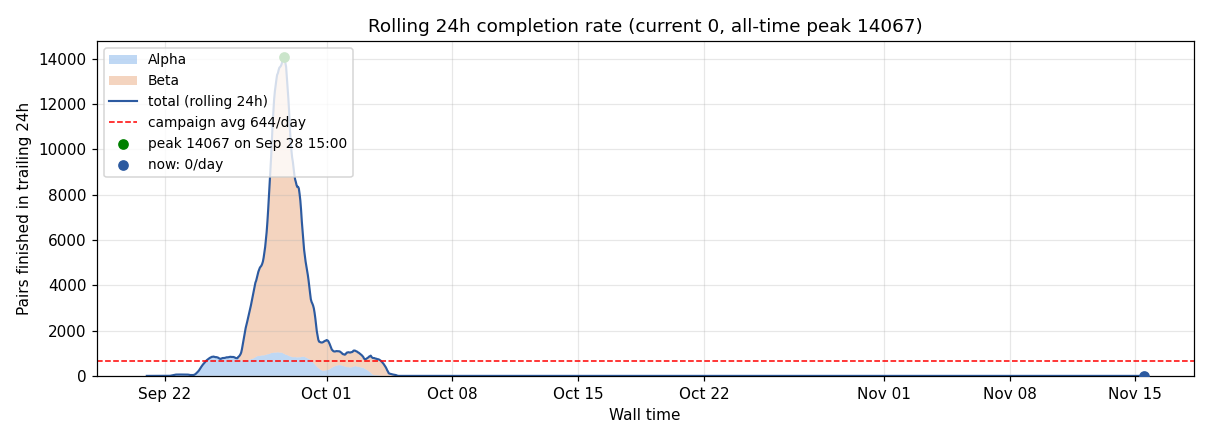 Rolling 24h completion rate (current 0, all-time peak 14067)
Pairs finished in trailing 24h
14000
12000
10000
8000
6000
4000
2000
0
Alpha
Beta
total (rolling 24h)
campaign avg 644/day
peak 14067 on Sep 28 15:00
now: 0/day
Sep 22
Oct 01
Oct 08
Oct 15
Oct 22
Nov 01
Nov 08
Nov 15
Wall time